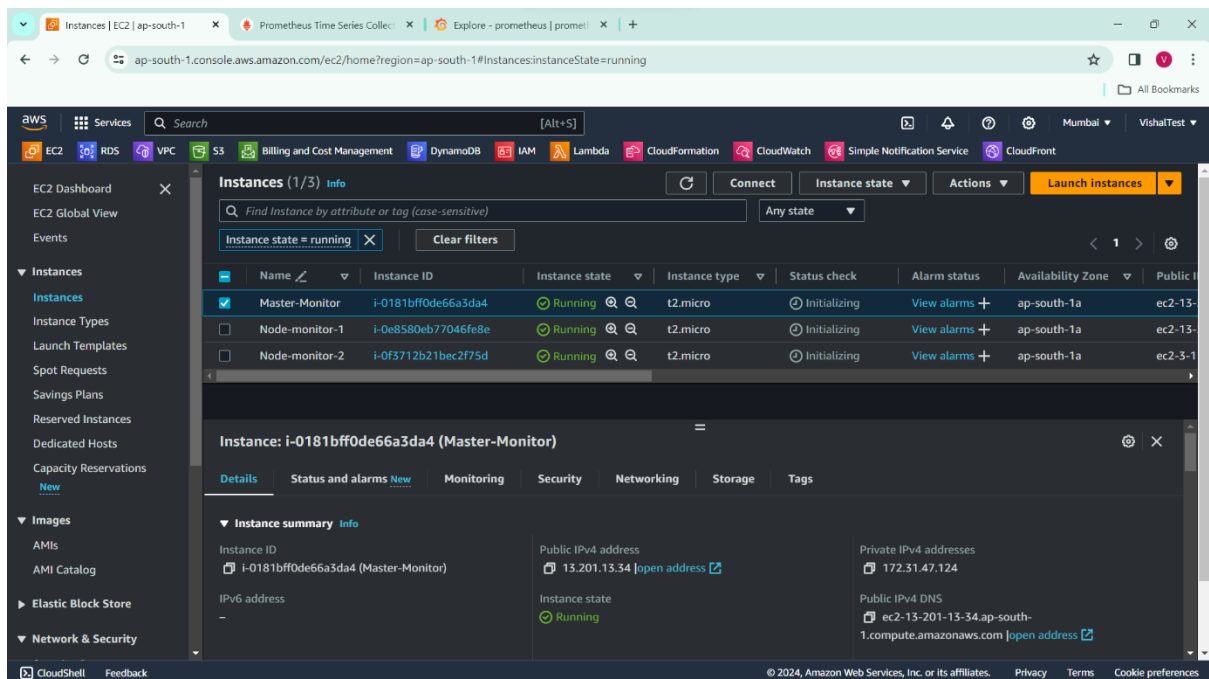 Instances | EC2 | ap-south-1
Prometheus Time Series Collec
Explore - prometheus | promet
ap-south-1.console.aws.amazon.com/ec2/home?region=ap-south-1#Instances:instanceState=running
V
All Bookmarks
aws Services Search [Alt+S] Mumbai VishalTest
EC2 RDS VPC S3 Billing and Cost Management DynamoDB IAM Lambda CloudFormation CloudWatch Simple Notification Service CloudFront
EC2 Dashboard
EC2 Global View
Events
Instances
Instances
Instance Types
Launch Templates
Spot Requests
Savings Plans
Reserved Instances
Dedicated Hosts
Capacity Reservations
New
Images
AMIs
AMI Catalog
Elastic Block Store
Network & Security
Instances (1/3) Info Connect Instance state Actions Launch instances
Find Instance by attribute or tag (case-sensitive) Any state
Instance state = running Clear filters 1
Name Instance ID Instance state Instance type Status check Alarm status Availability Zone Public I
Master-Monitor i-0181bff0de66a3da4 Running t2.micro Initializing View alarms + ap-south-1a ec2-13-
Node-monitor-1 i-0e8580eb77046fe8e Running t2.micro Initializing View alarms + ap-south-1a ec2-13-
Node-monitor-2 i-0f3712b21bec2f75d Running t2.micro Initializing View alarms + ap-south-1a ec2-3-1
Instance: i-0181bff0de66a3da4 (Master-Monitor)
Details Status and alarms New Monitoring Security Networking Storage Tags
Instance summary Info
Instance ID
i-0181bff0de66a3da4 (Master-Monitor)
Public IPv4 address
13.201.13.34 |open address
Private IPv4 addresses
172.31.47.124
IPv6 address
–
Instance state
Running
Public IPv4 DNS
ec2-13-201-13-34.ap-south-
1.compute.amazonaws.com |open address
CloudShell Feedback © 2024, Amazon Web Services, Inc. or its affiliates. Privacy Terms Cookie preferences